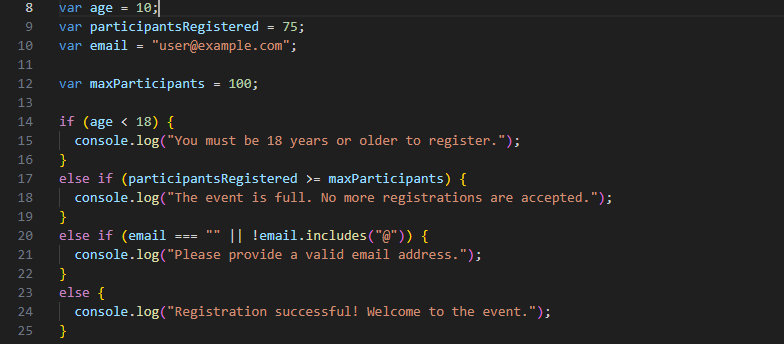 8 var age = 10;
9 var participantsRegistered = 75;
10 var email = "user@example.com";
11
12 var maxParticipants = 100;
13
14 if (age < 18) {
15   console.log("You must be 18 years or older to register.");
16 }
17 else if (participantsRegistered >= maxParticipants) {
18   console.log("The event is full. No more registrations are accepted.");
19 }
20 else if (email === "" || !email.includes("@")) {
21   console.log("Please provide a valid email address.");
22 }
23 else {
24   console.log("Registration successful! Welcome to the event.");
25 }